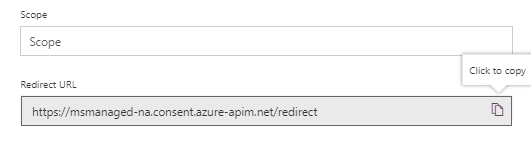 Scope
Scope
Click to copy
Redirect URL
https://msmanaged-na.consent.azure-apim.net/redirect